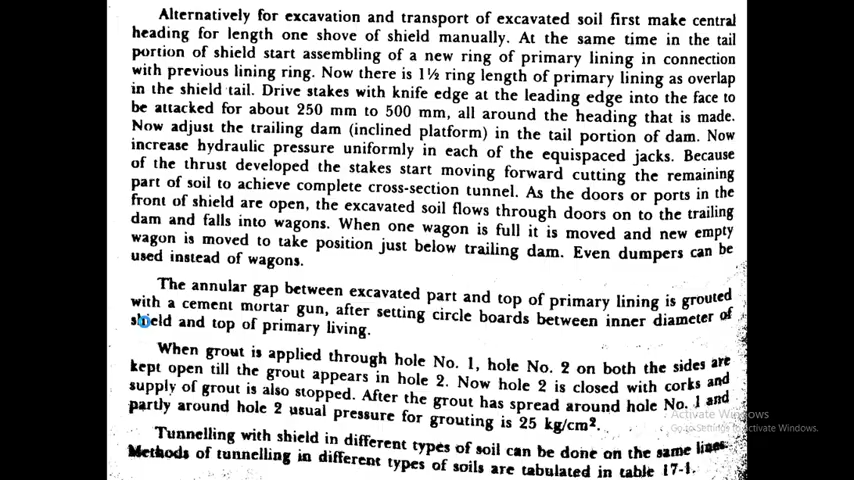 Alternatively for excavation and transport of excavated soil first make central
heading for length one shove of shield manually. At the same time in the tail
portion of shield start assembling of a new ring of primary lining in connection
with previous lining ring. Now there is 1½ ring length of primary lining as overlap
in the shield tail. Drive stakes with knife edge at the leading edge into the face to
be attacked for about 250 mm to 500 mm, all around the heading that is made.
Now adjust the trailing dam (inclined platform) in the tail portion of dam. Now
increase hydraulic pressure uniformly in each of the equispaced jacks. Because
of the thrust developed the stakes start moving forward cutting the remaining
part of soil to achieve complete cross-section tunnel. As the doors or ports in the
front of shield are open, the excavated soil flows through doors on to the trailing
dam and falls into wagons. When one wagon is full it is moved and new empty
wagon is moved to take position just below trailing dam. Even dumpers can be
used instead of wagons.
The annular gap between excavated part and top of primary lining is grouted
with a cement mortar gun, after setting circle boards between inner diameter of
shield and top of primary living.
When grout is applied through hole No. 1, hole No. 2 on both the sides are
kept open till the grout appears in hole 2. Now hole 2 is closed with corks and
supply of grout is also stopped. After the grout has spread around hole No. 1 and
partly around hole 2 usual pressure for grouting is 25 kg/cm².
Activate Windows
Go to Settings to activate Windows.
Tunnelling with shield in different types of soil can be done on the same lines.
Methods of tunnelling in different types of soils are tabulated in table 17-1.